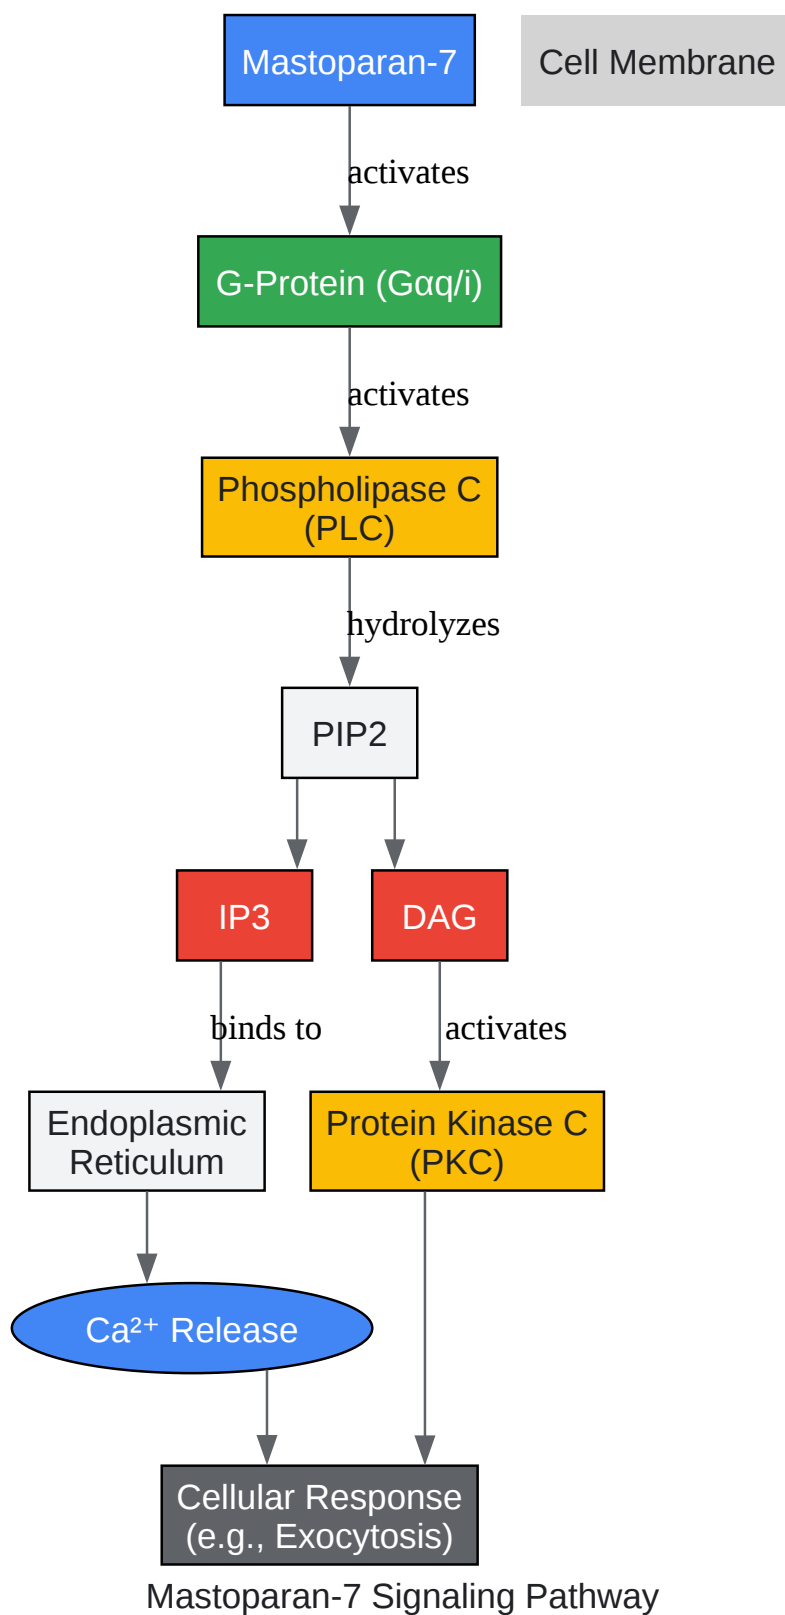 Mastoparan-7
Cell Membrane
activates
G-Protein (Gαq/i)
activates
Phospholipase C
(PLC)
hydrolyzes
PIP2
IP3
DAG
binds to
activates
Endoplasmic
Reticulum
Protein Kinase C
(PKC)
Ca²⁺ Release
Cellular Response
(e.g., Exocytosis)
Mastoparan-7 Signaling Pathway